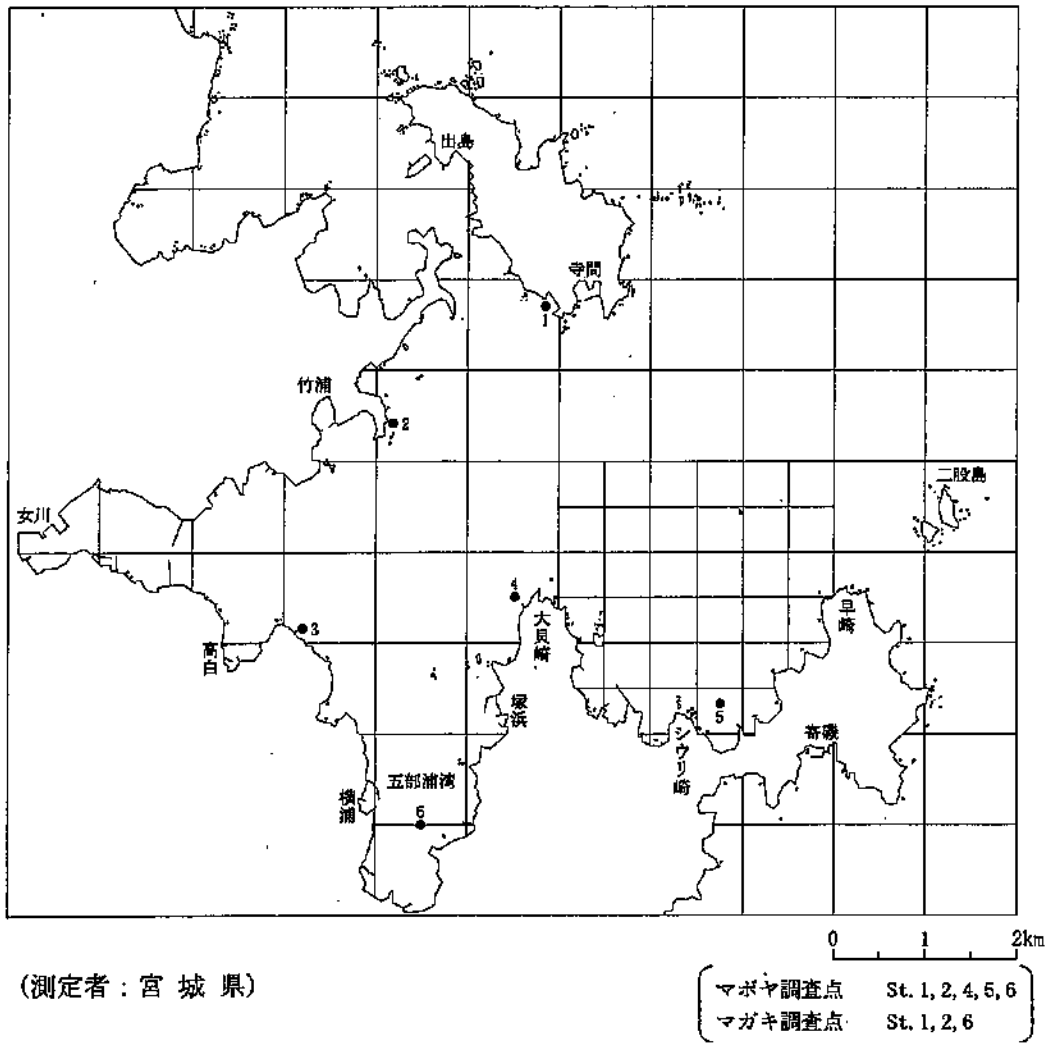 出島
寺間
1
竹浦
2
二股島
女川
4
大貝崎
早崎
3
高白
塚浜
5
シウリ崎
寄磯
五部浦湾
横浦
6
0 1 2km
(測定者：宮城県)
マボヤ調査点 St. 1, 2, 4, 5, 6
マガキ調査点 St. 1, 2, 6